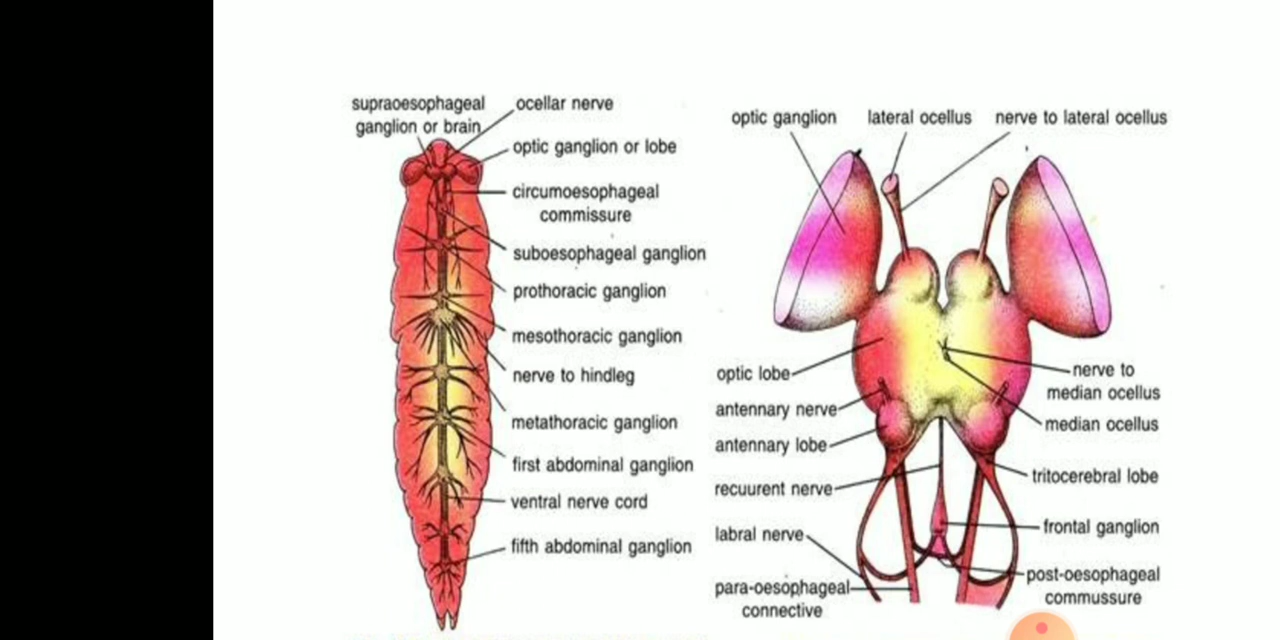 supraoesophageal
ganglion or brain
ocellar nerve
optic ganglion or lobe
circumoesophageal
commissure
suboesophageal ganglion
prothoracic ganglion
mesothoracic ganglion
nerve to hindleg
metathoracic ganglion
first abdominal ganglion
ventral nerve cord
fifth abdominal ganglion
optic ganglion
lateral ocellus
nerve to lateral ocellus
optic lobe
antennary nerve
antennary lobe
recuurent nerve
labral nerve
para-oesophageal
connective
nerve to
median ocellus
median ocellus
tritocerebral lobe
frontal ganglion
post-oesophageal
commussure